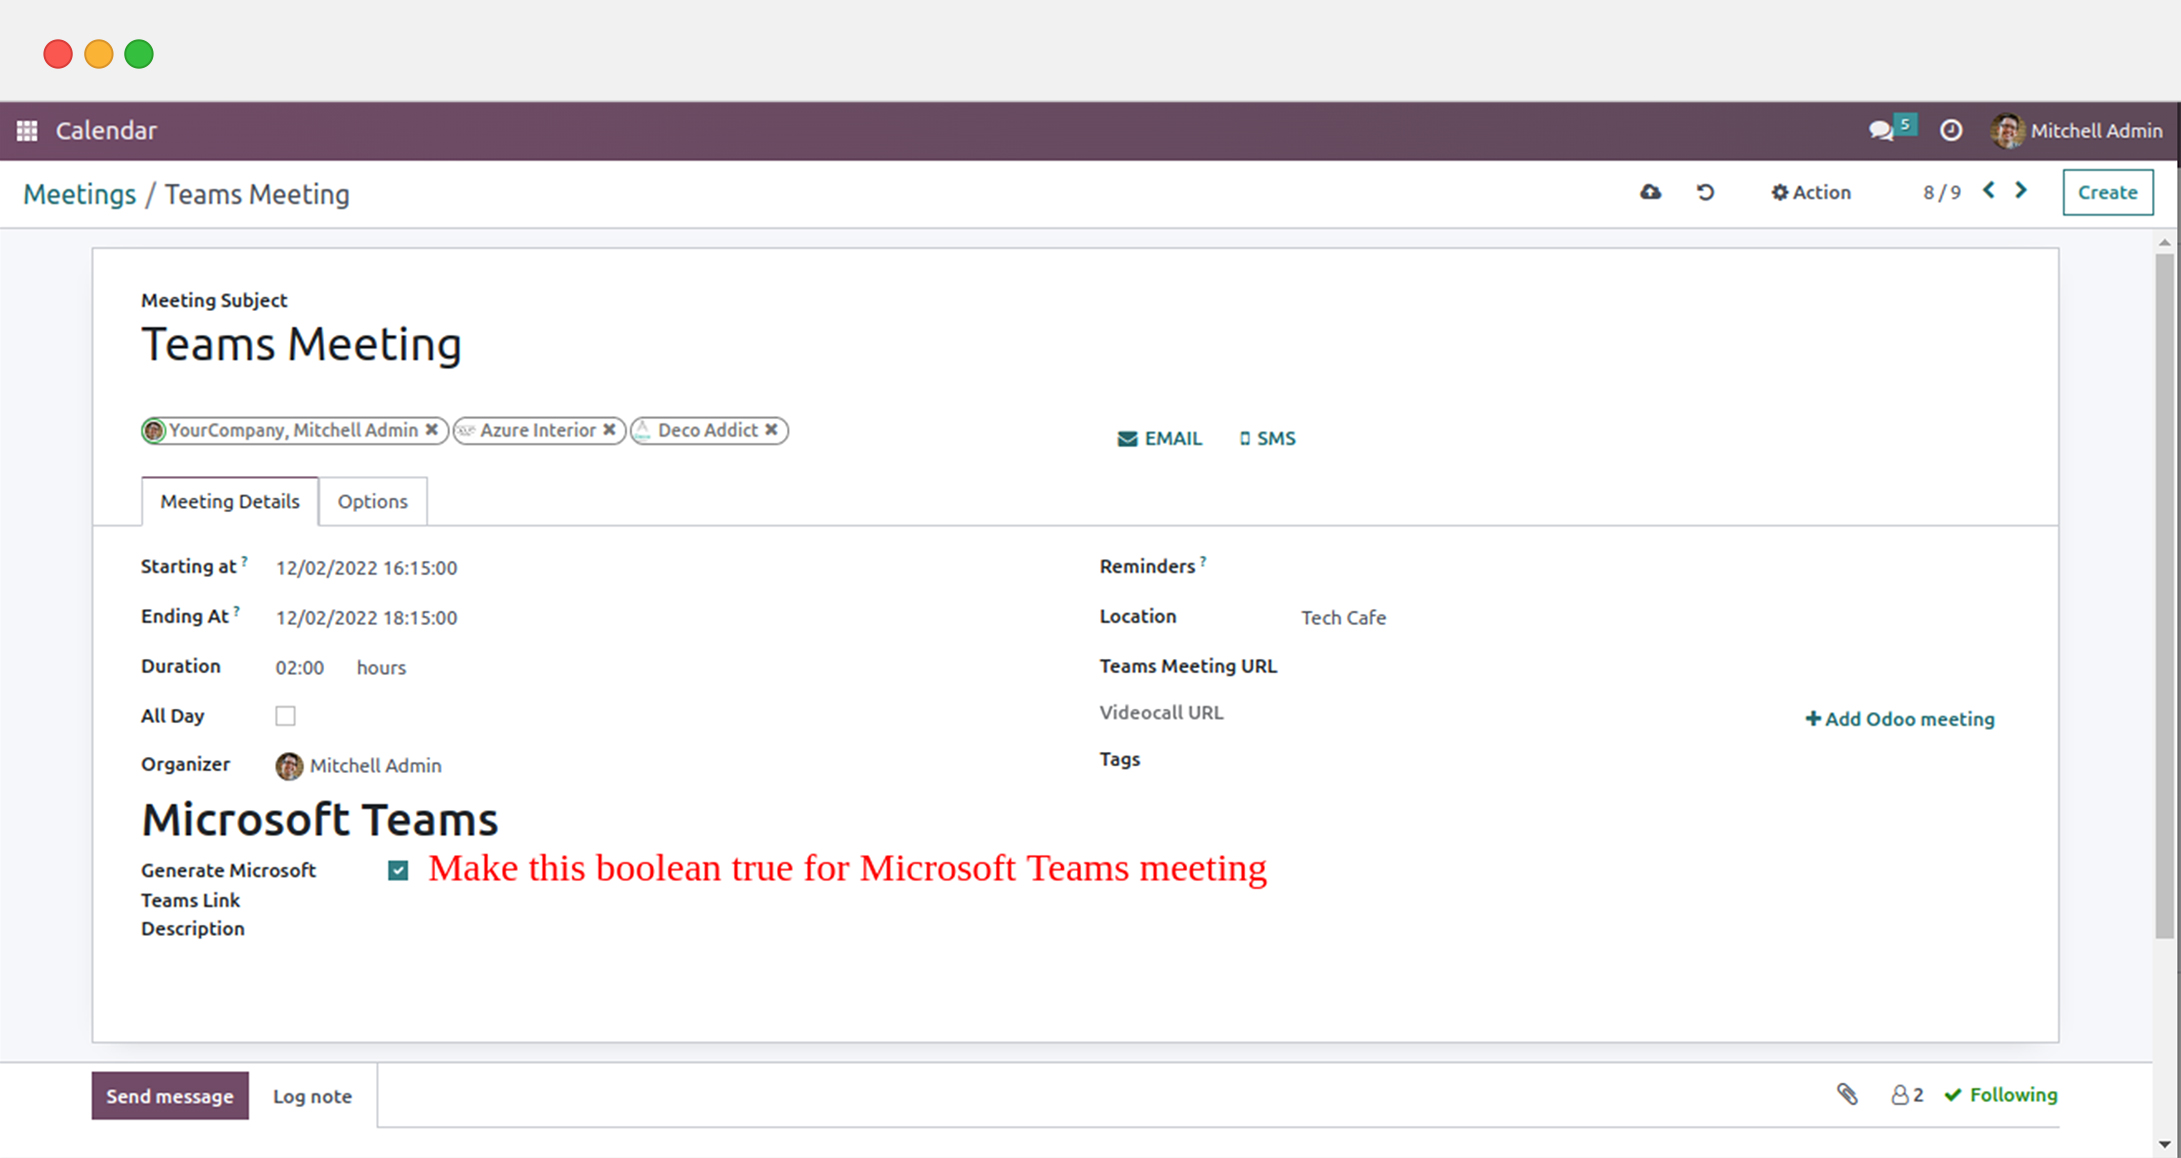 Calendar 5 Mitchell Admin
Meetings / Teams Meeting Action 8 / 9 Create
Meeting Subject
Teams Meeting
YourCompany, Mitchell Admin ✖ Azure Interior ✖ Deco Addict ✖ EMAIL SMS
Meeting Details Options
Starting at ? 12/02/2022 16:15:00 Reminders ?
Ending At ? 12/02/2022 18:15:00 Location Tech Cafe
Duration 02:00 hours Teams Meeting URL
All Day Videocall URL + Add Odoo meeting
Organizer Mitchell Admin Tags
Microsoft Teams
Generate Microsoft Make this boolean true for Microsoft Teams meeting
Teams Link
Description
Send message Log note 2 Following